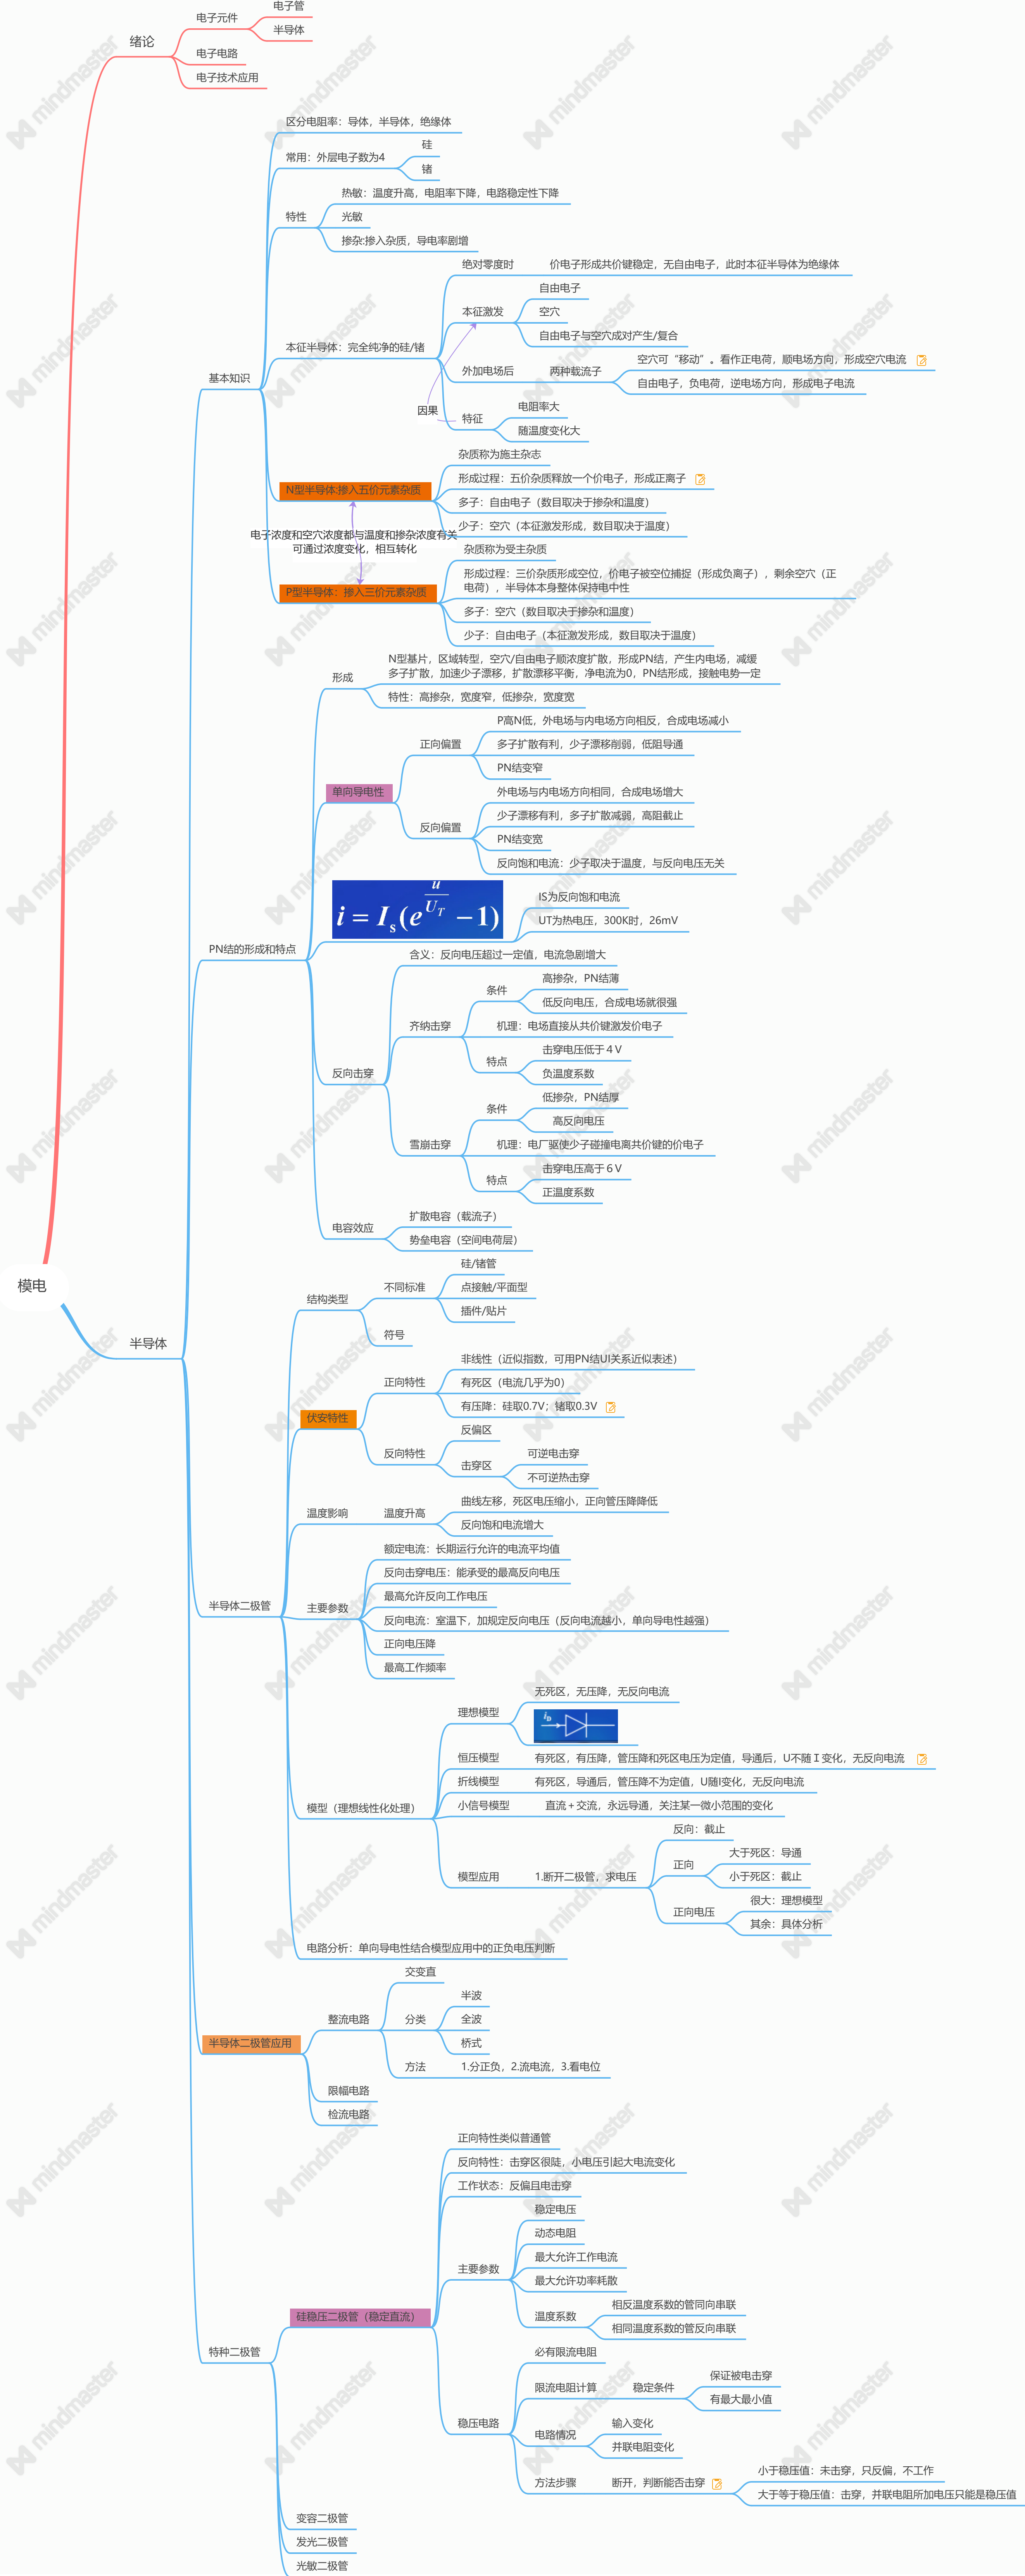 绪论
电子元件
电子管
半导体
电子电路
电子技术应用
模电
半导体
基本知识
区分电阻率：导体，半导体，绝缘体
常用：外层电子数为4
硅
锗
特性
热敏：温度升高，电阻率下降，电路稳定性下降
光敏
掺杂:掺入杂质，导电率剧增
本征半导体：完全纯净的硅/锗
绝对零度时
价电子形成共价键稳定，无自由电子，此时本征半导体为绝缘体
本征激发
自由电子
空穴
自由电子与空穴成对产生/复合
外加电场后
两种载流子
空穴可“移动”。看作正电荷，顺电场方向，形成空穴电流
自由电子，负电荷，逆电场方向，形成电子电流
因果
特征
电阻率大
随温度变化大
N型半导体:掺入五价元素杂质
杂质称为施主杂志
形成过程：五价杂质释放一个价电子，形成正离子
多子：自由电子（数目取决于掺杂和温度）
少子：空穴（本征激发形成，数目取决于温度）
电子浓度和空穴浓度都与温度和掺杂浓度有关
可通过浓度变化，相互转化
P型半导体：掺入三价元素杂质
杂质称为受主杂质
形成过程：三价杂质形成空位，价电子被空位捕捉（形成负离子），剩余空穴（正
电荷），半导体本身整体保持电中性
多子：空穴（数目取决于掺杂和温度）
少子：自由电子（本征激发形成，数目取决于温度）
PN结的形成和特点
形成
N型基片，区域转型，空穴/自由电子顺浓度扩散，形成PN结，产生内电场，减缓
多子扩散，加速少子漂移，扩散漂移平衡，净电流为0，PN结形成，接触电势一定
特性：高掺杂，宽度窄，低掺杂，宽度宽
单向导电性
正向偏置
P高N低，外电场与内电场方向相反，合成电场减小
多子扩散有利，少子漂移削弱，低阻导通
PN结变窄
反向偏置
外电场与内电场方向相同，合成电场增大
少子漂移有利，多子扩散减弱，高阻截止
PN结变宽
反向饱和电流：少子取决于温度，与反向电压无关
i = I_S(e^{u/U_T} −1)
IS为反向饱和电流
UT为热电压，300K时，26mV
反向击穿
含义：反向电压超过一定值，电流急剧增大
齐纳击穿
条件
高掺杂，PN结薄
低反向电压，合成电场就很强
机理：电场直接从共价键激发价电子
特点
击穿电压低于４V
负温度系数
雪崩击穿
条件
低掺杂，PN结厚
高反向电压
机理：电厂驱使少子碰撞电离共价键的价电子
特点
击穿电压高于６V
正温度系数
电容效应
扩散电容（载流子）
势垒电容（空间电荷层）
半导体二极管
结构类型
不同标准
硅/锗管
点接触/平面型
插件/贴片
符号
伏安特性
正向特性
非线性（近似指数，可用PN结UI关系近似表述）
有死区（电流几乎为0）
有压降：硅取0.7V；锗取0.3V
反向特性
反偏区
击穿区
可逆电击穿
不可逆热击穿
温度影响
温度升高
曲线左移，死区电压缩小，正向管压降降低
反向饱和电流增大
主要参数
额定电流：长期运行允许的电流平均值
反向击穿电压：能承受的最高反向电压
最高允许反向工作电压
反向电流：室温下，加规定反向电压（反向电流越小，单向导电性越强）
正向电压降
最高工作频率
模型（理想线性化处理）
理想模型
无死区，无压降，无反向电流
i_D
恒压模型
有死区，有压降，管压降和死区电压为定值，导通后，U不随Ｉ变化，无反向电流
折线模型
有死区，导通后，管压降不为定值，U随I变化，无反向电流
小信号模型
直流＋交流，永远导通，关注某一微小范围的变化
模型应用
1.断开二极管，求电压
反向：截止
正向
大于死区：导通
小于死区：截止
正向电压
很大：理想模型
其余：具体分析
电路分析：单向导电性结合模型应用中的正负电压判断
半导体二极管应用
整流电路
交变直
分类
半波
全波
桥式
方法
1.分正负，2.流电流，3.看电位
限幅电路
检流电路
特种二极管
硅稳压二极管（稳定直流）
正向特性类似普通管
反向特性：击穿区很陡，小电压引起大电流变化
工作状态：反偏且电击穿
主要参数
稳定电压
动态电阻
最大允许工作电流
最大允许功率耗散
温度系数
相反温度系数的管同向串联
相同温度系数的管反向串联
稳压电路
必有限流电阻
限流电阻计算
稳定条件
保证被电击穿
有最大最小值
电路情况
输入变化
并联电阻变化
方法步骤
断开，判断能否击穿
小于稳压值：未击穿，只反偏，不工作
大于等于稳压值：击穿，并联电阻所加电压只能是稳压值
变容二极管
发光二极管
光敏二极管